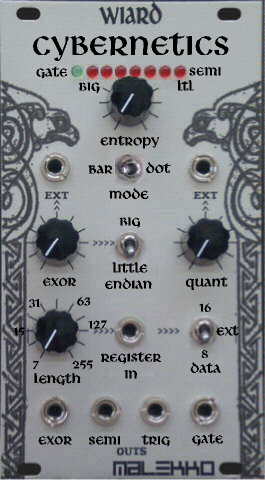 WIARD
CYBERNETICS
GATE SEMI
BIG LTL
ENTROPY
BAR DOT
EXT MODE EXT
>>>> BIG
LITTLE
ENDIAN
EXOR QUANT
31 63 16
15 127 >>>> >>>> EXT
REGISTER 8
7 255 IN DATA
LENGTH
EXOR SEMI TRIG GATE
OUTS
MALEKKO